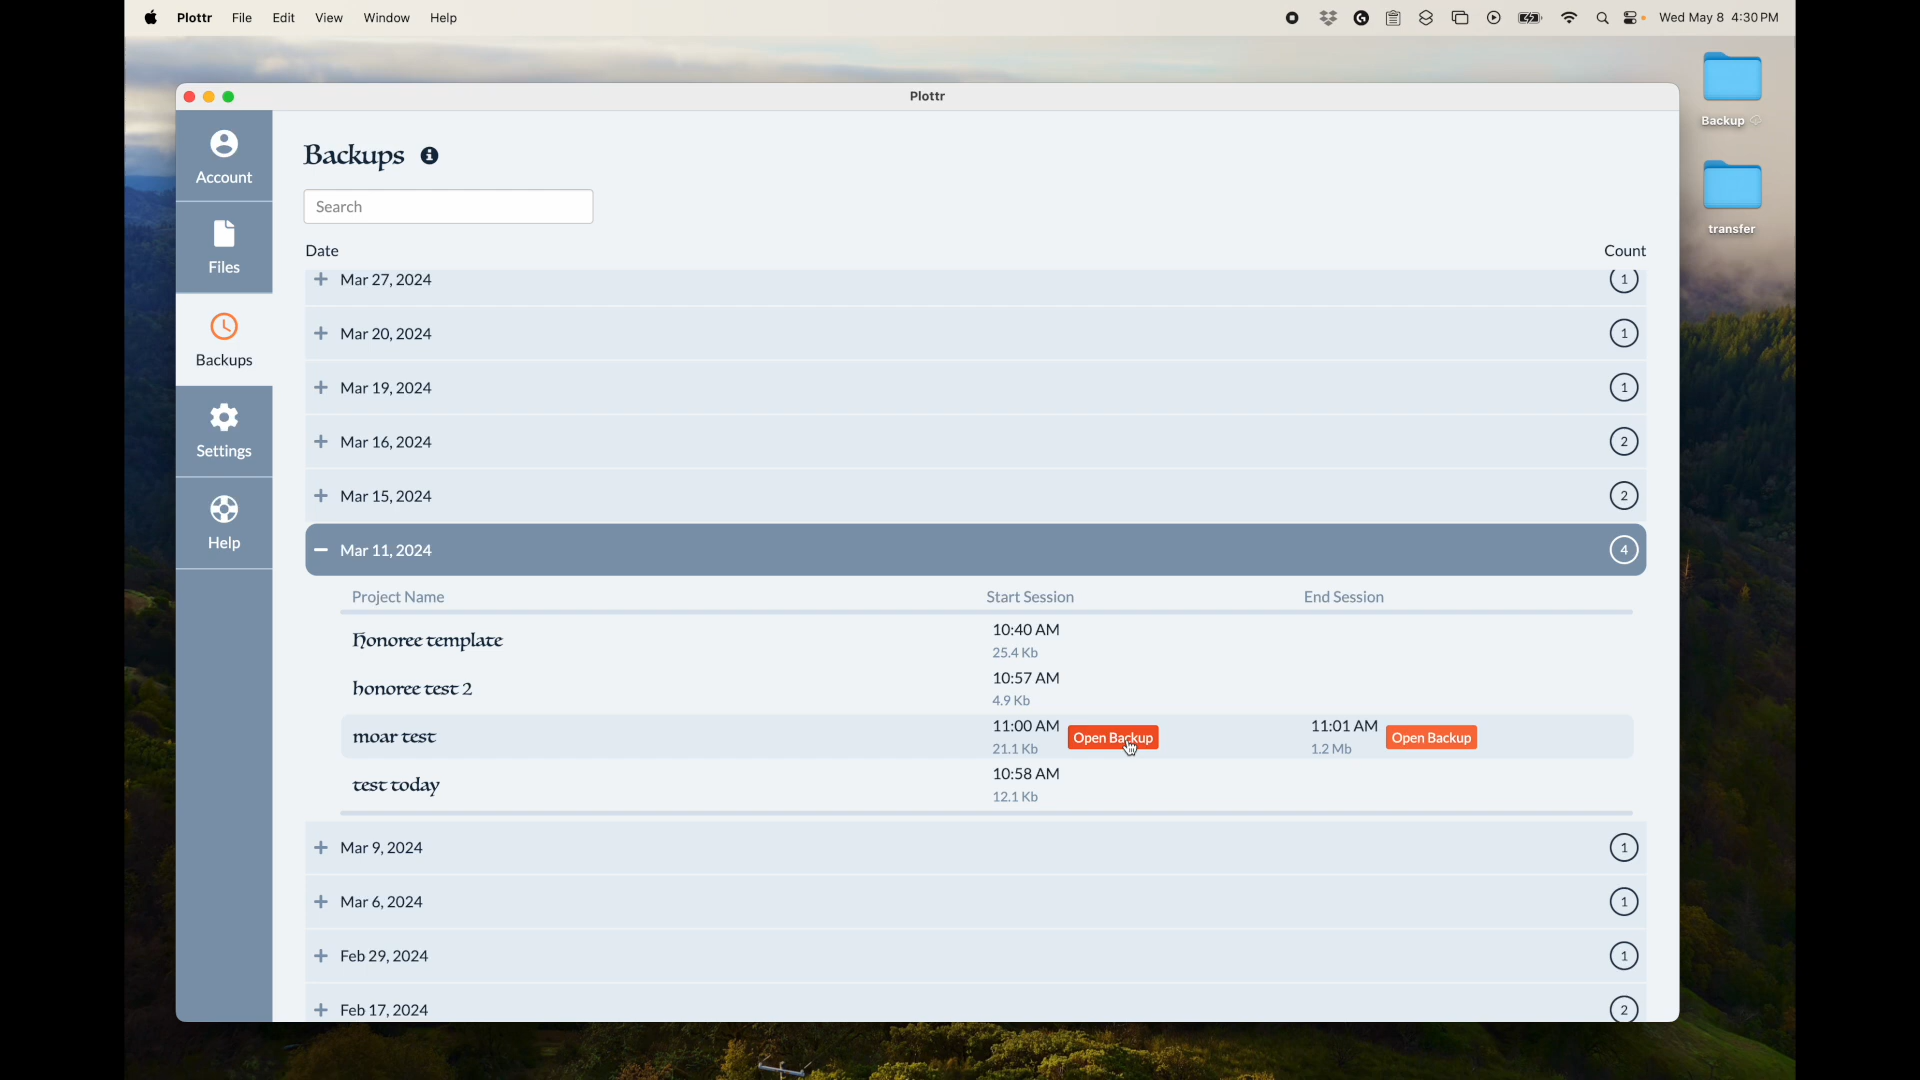 Plottr File Edit View Window Help Wed May 8 4:30 PM
Plottr
Backup
transfer
Account
Files
Backups
Settings
Help
Backups
Search
Date Count
Mar 27, 2024 1
Mar 20, 2024 1
Mar 19, 2024 1
Mar 16, 2024 2
Mar 15, 2024 2
Mar 11, 2024 4
Project Name Start Session End Session
Honoree template 10:40 AM
25.4 Kb
honoree test 2 10:57 AM
4.9 Kb
moar test 11:00 AM Open Backup 11:01 AM Open Backup
21.1 Kb 1.2 Mb
test today 10:58 AM
12.1 Kb
Mar 9, 2024 1
Mar 6, 2024 1
Feb 29, 2024 1
Feb 17, 2024 2